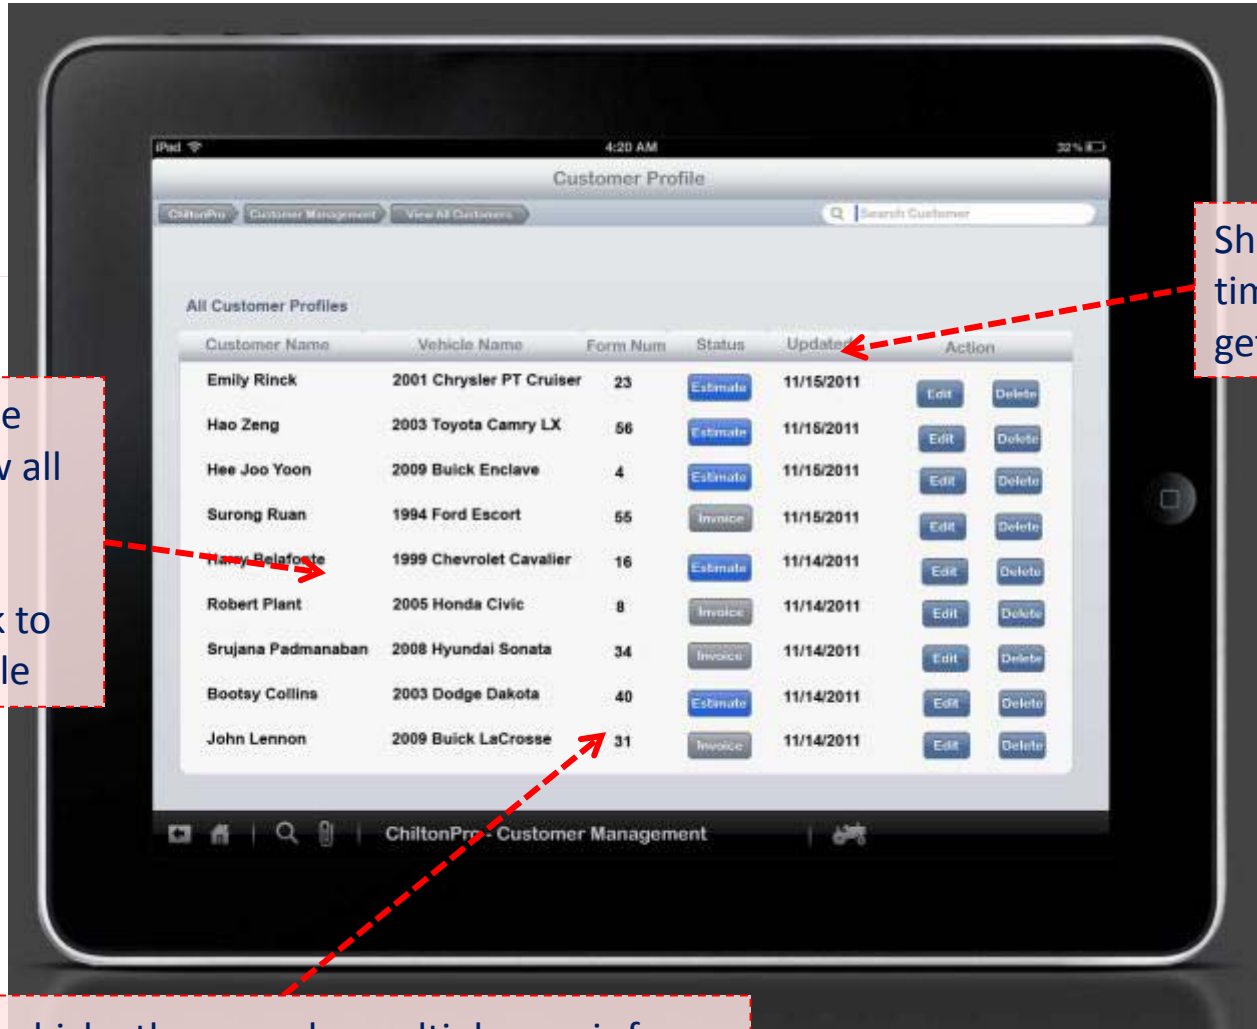 iPad 4:20 AM 32%
Customer Profile
ChiltonPro Customer Management View All Customers Search Customer
All Customer Profiles
Customer Name Vehicle Name Form Num Status Updated Action
Emily Rinck 2001 Chrysler PT Cruiser 23 Estimate 11/15/2011 Edit Delete
Hao Zeng 2003 Toyota Camry LX 56 Estimate 11/15/2011 Edit Delete
Hee Joo Yoon 2009 Buick Enclave 4 Estimate 11/15/2011 Edit Delete
Surong Ruan 1994 Ford Escort 55 Invoice 11/15/2011 Edit Delete
Harry Belafonte 1999 Chevrolet Cavalier 16 Estimate 11/14/2011 Edit Delete
Robert Plant 2005 Honda Civic 8 Invoice 11/14/2011 Edit Delete
Srujana Padmanaban 2008 Hyundai Sonata 34 Invoice 11/14/2011 Edit Delete
Bootsy Collins 2003 Dodge Dakota 40 Estimate 11/14/2011 Edit Delete
John Lennon 2009 Buick LaCrosse 31 Invoice 11/14/2011 Edit Delete
ChiltonPro - Customer Management
Sh
tim
get
e
all
k to
le